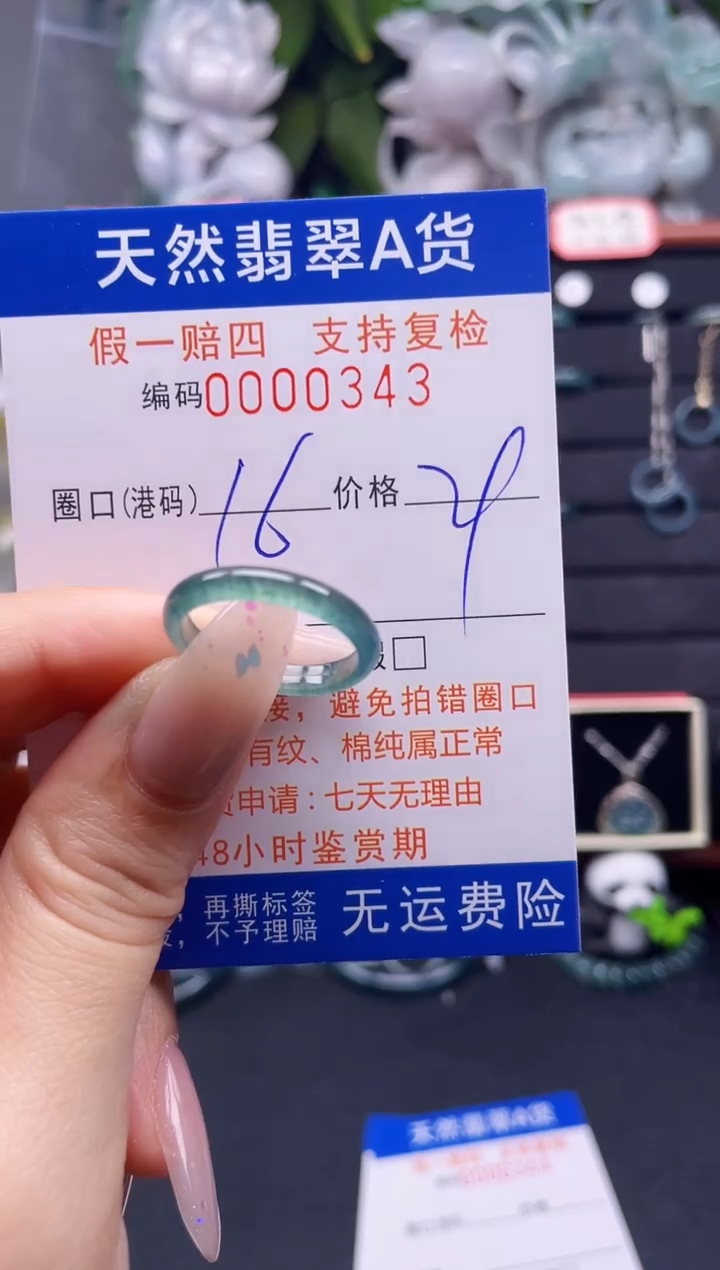 天然翡翠A货
假一赔四 支持复检
编码0000343
圈口(港码) 16 价格
接，避免拍错圈口
有纹、棉纯属正常
申请：七天无理由
48小时鉴赏期
，再撕标签
，不予理赔
无运费险
天然翡翠A货